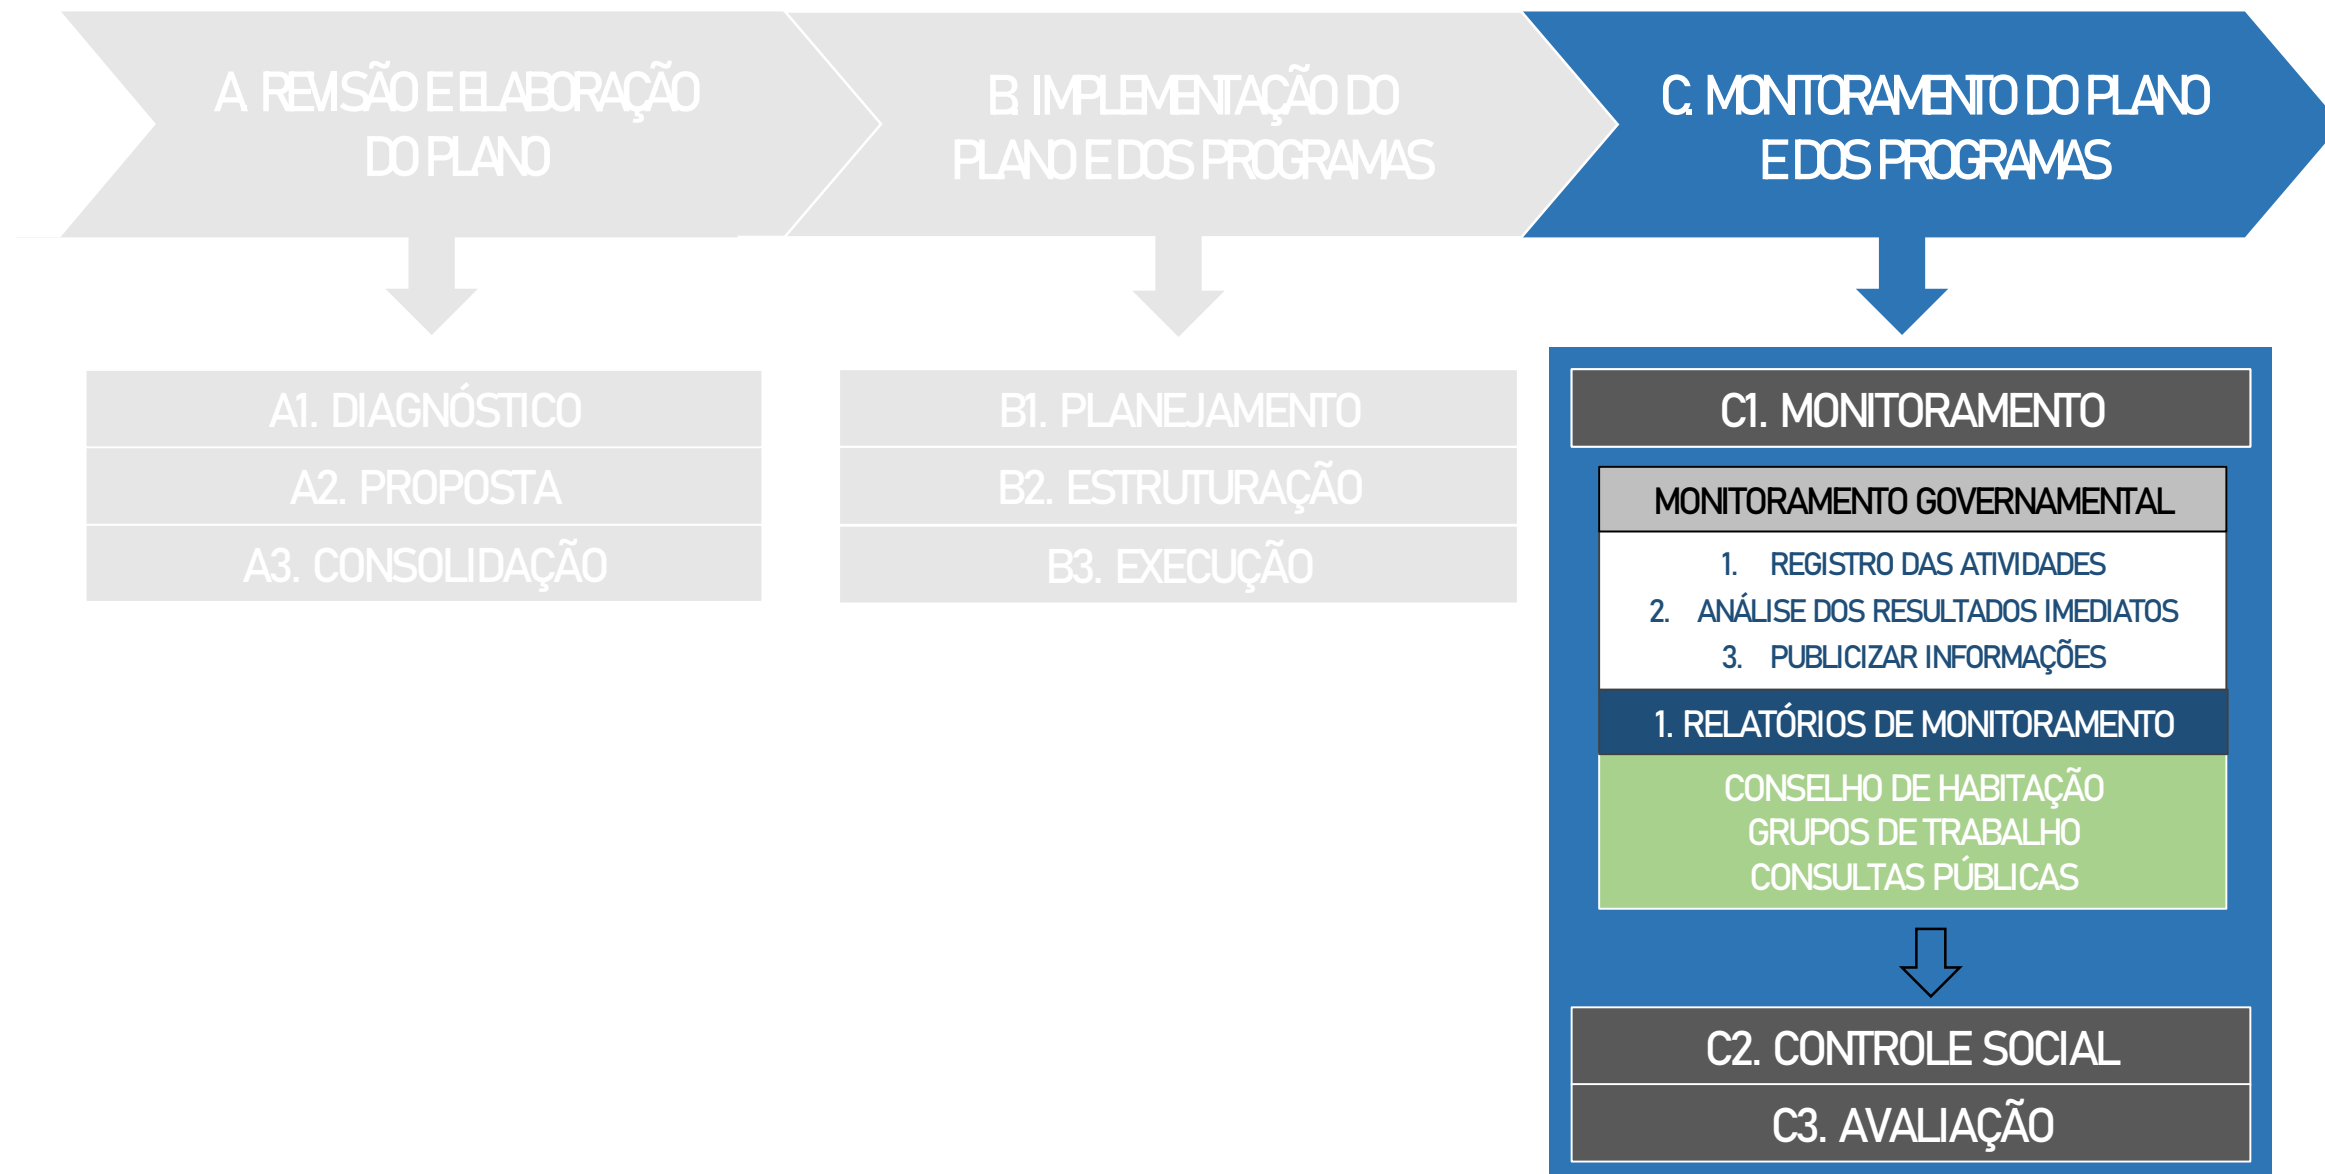 A. REVISÃO E ELABORAÇÃO
DO PLANO
B. IMPLEMENTAÇÃO DO
PLANO E DOS PROGRAMAS
C. MONITORAMENTO DO PLANO
E DOS PROGRAMAS
A1. DIAGNÓSTICO
A2. PROPOSTA
A3. CONSOLIDAÇÃO
B1. PLANEJAMENTO
B2. ESTRUTURAÇÃO
B3. EXECUÇÃO
C1. MONITORAMENTO
MONITORAMENTO GOVERNAMENTAL
1. REGISTRO DAS ATIVIDADES
2. ANÁLISE DOS RESULTADOS IMEDIATOS
3. PUBLICIZAR INFORMAÇÕES
1. RELATÓRIOS DE MONITORAMENTO
CONSELHO DE HABITAÇÃO
GRUPOS DE TRABALHO
CONSULTAS PÚBLICAS
C2. CONTROLE SOCIAL
C3. AVALIAÇÃO